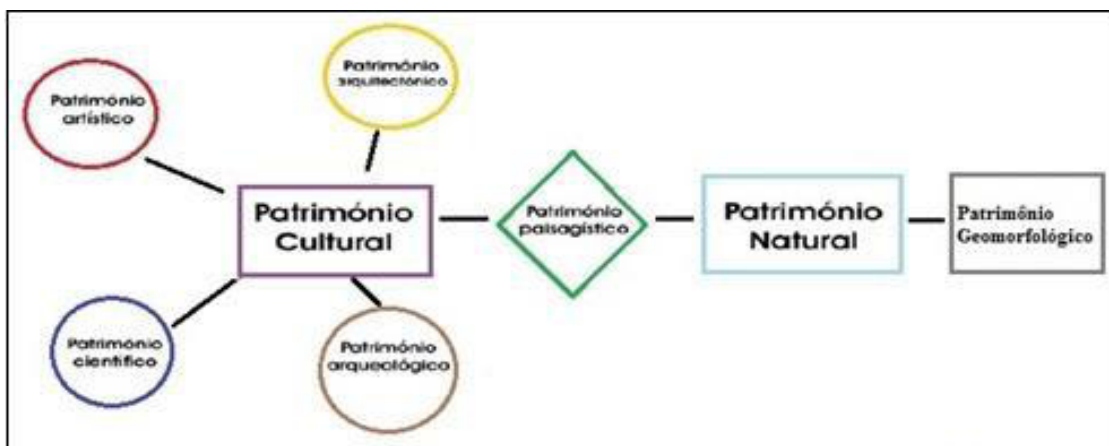 Património
artístico
Património
arquitectónico
Património
Cultural
Património
paisagístico
Património
Natural
Patrimônio
Geomorfológico
Património
científico
Património
arqueológico